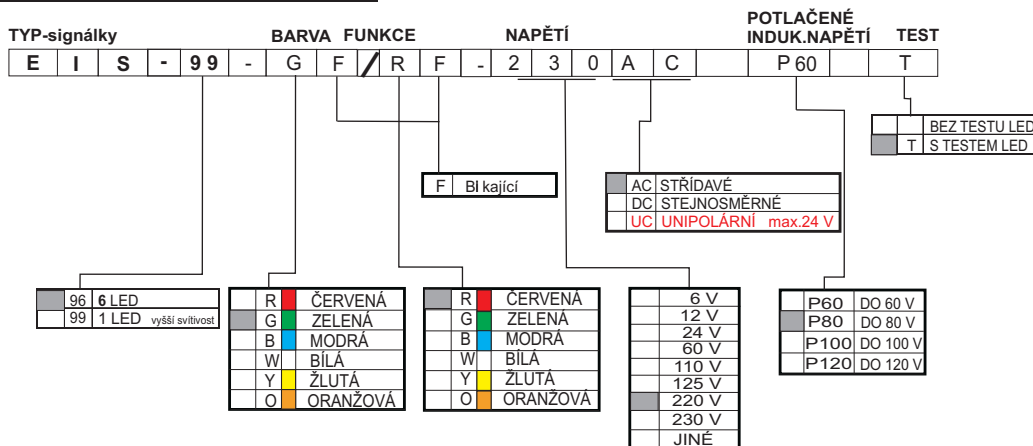 TYP-signálky BARVA FUNKCE NAPĚTÍ POTLAČENÉ INDUK.NAPĚTÍ TEST
E I S - 99 - G F / R F - 2 3 0 A C P60 T
BEZ TESTU LED
T S TESTEM LED
F Bl kající
AC STŘÍDAVÉ
DC STEJNOSMĚRNÉ
UC UNIPOLÁRNÍ max.24 V
96 6 LED
99 1 LED vyšší svítivost
R ČERVENÁ
G ZELENÁ
B MODRÁ
W BÍLÁ
Y ŽLUTÁ
O ORANŽOVÁ
R ČERVENÁ
G ZELENÁ
B MODRÁ
W BÍLÁ
Y ŽLUTÁ
O ORANŽOVÁ
6 V
12 V
24 V
60 V
110 V
125 V
220 V
230 V
JINÉ
P60 DO 60 V
P80 DO 80 V
P100 DO 100 V
P120 DO 120 V